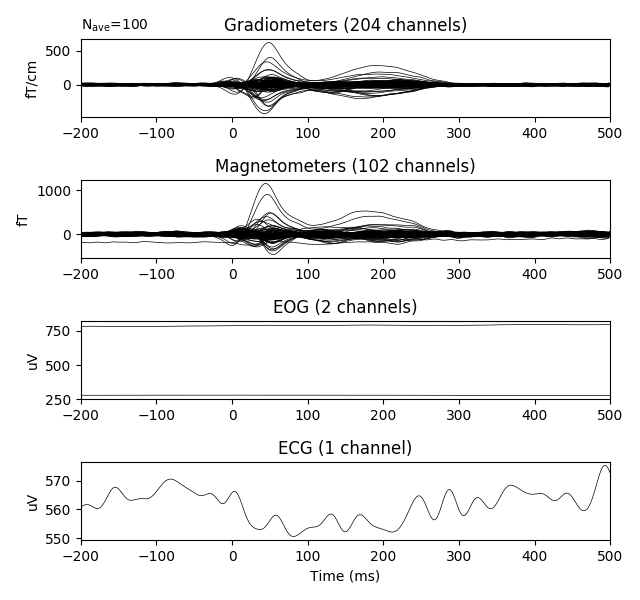 N_ave=100
Gradiometers (204 channels)
500
0
fT/cm
−200 −100 0 100 200 300 400 500
Magnetometers (102 channels)
1000
0
fT
−200 −100 0 100 200 300 400 500
EOG (2 channels)
750
500
250
uV
−200 −100 0 100 200 300 400 500
ECG (1 channel)
570
560
550
uV
−200 −100 0 100 200 300 400 500
Time (ms)